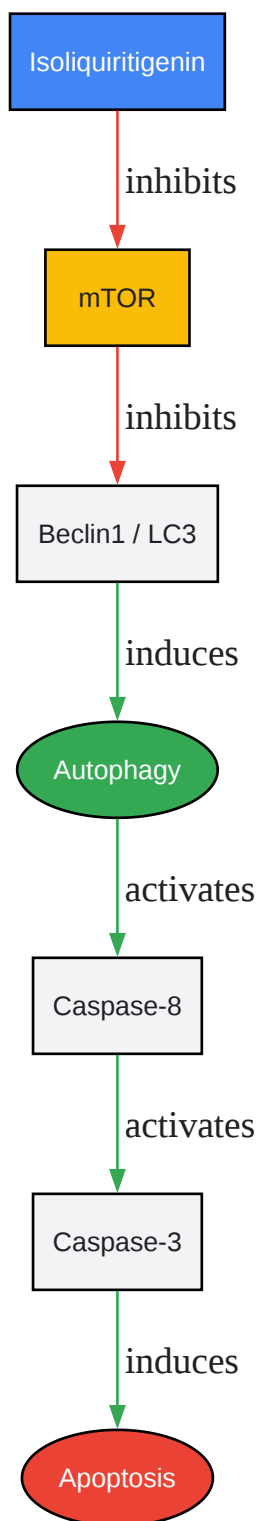 Isoliquiritigenin
inhibits
mTOR
inhibits
Beclin1 / LC3
induces
Autophagy
activates
Caspase-8
activates
Caspase-3
induces
Apoptosis